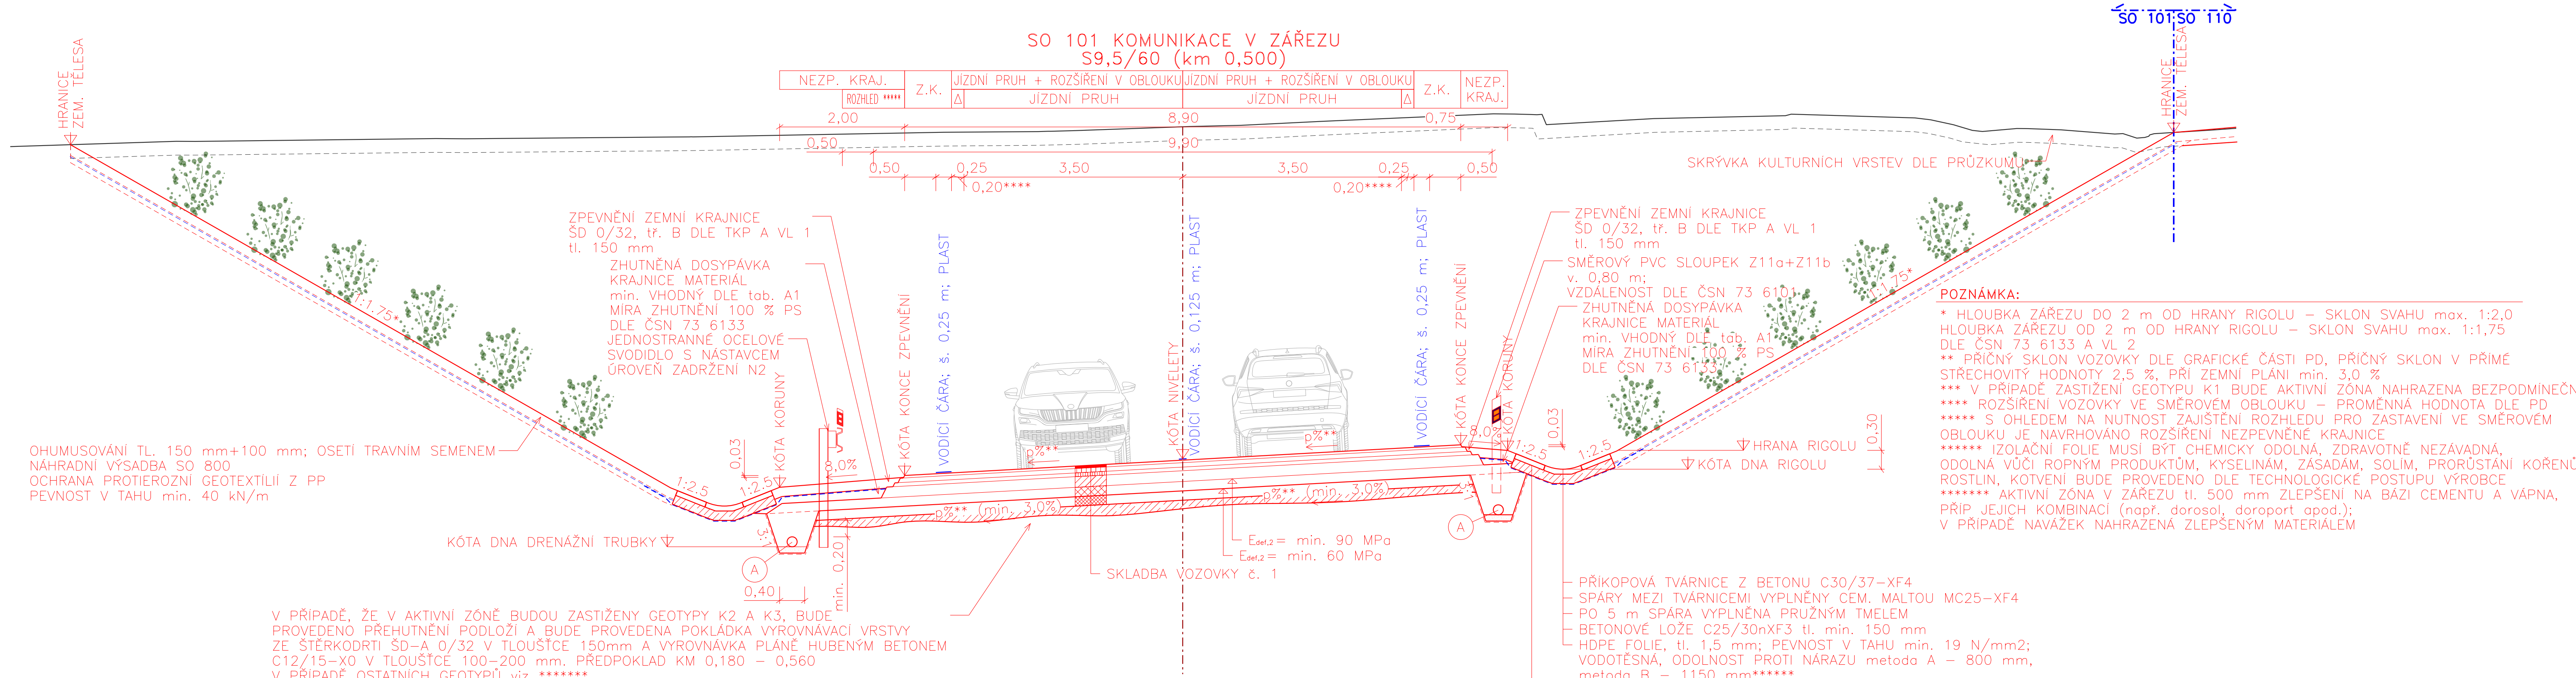 SO 101 SO 110
SO 101 KOMUNIKACE V ZÁŘEZU
S9,5/60 (km 0,500)
HRANICE
ZEM. TĚLESA
NEZP. KRAJ.
ROZHLED *****
Z.K.
JÍZDNÍ PRUH + ROZŠÍŘENÍ V OBLOUKU
JÍZDNÍ PRUH + ROZŠÍŘENÍ V OBLOUKU
Δ
JÍZDNÍ PRUH
JÍZDNÍ PRUH
Δ
Z.K.
NEZP.
KRAJ.
HRANICE
ZEM. TĚLESA
2,00
8,90
0,75
0,50
9,90
0,50
0,25
3,50
3,50
0,25
0,50
0,20****
0,20****
SKRÝVKA KULTURNÍCH VRSTEV DLE PRŮZKUMU
ZPEVNĚNÍ ZEMNÍ KRAJNICE
ŠD 0/32, tř. B DLE TKP A VL 1
tl. 150 mm
ZHUTNĚNÁ DOSYPÁVKA
KRAJNICE MATERIÁL
min. VHODNÝ DLE tab. A1
MÍRA ZHUTNĚNÍ 100 % PS
DLE ČSN 73 6133
JEDNOSTRANNÉ OCELOVÉ
SVODIDLO S NÁSTAVCEM
ÚROVEŇ ZADRŽENÍ N2
KÓTA KORUNY
KÓTA KONCE ZPEVNĚNÍ
VODÍCÍ ČÁRA; š. 0,25 m; PLAST
KÓTA NIVELETY
VODÍCÍ ČÁRA; š. 0,125 m; PLAST
VODÍCÍ ČÁRA; š. 0,25 m; PLAST
KÓTA KONCE ZPEVNĚNÍ
KÓTA KORUNY
ZPEVNĚNÍ ZEMNÍ KRAJNICE
ŠD 0/32, tř. B DLE TKP A VL 1
tl. 150 mm
SMĚROVÝ PVC SLOUPEK Z11a+Z11b
v. 0,80 m;
VZDÁLENOST DLE ČSN 73 6101
ZHUTNĚNÁ DOSYPÁVKA
KRAJNICE MATERIÁL
min. VHODNÝ DLE tab. A1
MÍRA ZHUTNĚNÍ 100 % PS
DLE ČSN 73 6133
1:1.75*
1:1.75*
POZNÁMKA:
* HLOUBKA ZÁŘEZU DO 2 m OD HRANY RIGOLU – SKLON SVAHU max. 1:2,0
HLOUBKA ZÁŘEZU OD 2 m OD HRANY RIGOLU – SKLON SVAHU max. 1:1,75
DLE ČSN 73 6133 A VL 2
** PŘÍČNÝ SKLON VOZOVKY DLE GRAFICKÉ ČÁSTI PD, PŘÍČNÝ SKLON V PŘÍMÉ
STŘECHOVITÝ HODNOTY 2,5 %, PŘÍ ZEMNÍ PLÁNI min. 3,0 %
*** V PŘÍPADĚ ZASTIŽENÍ GEOTYPU K1 BUDE AKTIVNÍ ZÓNA NAHRAZENA BEZPODMÍNEČN
**** ROZŠÍŘENÍ VOZOVKY VE SMĚROVÉM OBLOUKU – PROMĚNNÁ HODNOTA DLE PD
***** S OHLEDEM NA NUTNOST ZAJIŠTĚNÍ ROZHLEDU PRO ZASTAVENÍ VE SMĚROVÉM
OBLOUKU JE NAVRHOVÁNO ROZŠÍŘENÍ NEZPEVNĚNÉ KRAJNICE
****** IZOLAČNÍ FOLIE MUSÍ BÝT CHEMICKY ODOLNÁ, ZDRAVOTNĚ NEZÁVADNÁ,
ODOLNÁ VŮČI ROPNÝM PRODUKTŮM, KYSELINÁM, ZÁSADÁM, SOLÍM, PRORŮSTÁNÍ KOŘENŮ
ROSTLIN, KOTVENÍ BUDE PROVEDENO DLE TECHNOLOGICKÉ POSTUPU VÝROBCE
******* AKTIVNÍ ZÓNA V ZÁŘEZU tl. 500 mm ZLEPŠENÍ NA BÁZI CEMENTU A VÁPNA,
PŘÍP JEJICH KOMBINACÍ (např. dorosol, doroport apod.);
V PŘÍPADĚ NAVÁŽEK NAHRAZENÁ ZLEPŠENÝM MATERIÁLEM
OHUMUSOVÁNÍ TL. 150 mm+100 mm; OSETÍ TRAVNÍM SEMENEM
NÁHRADNÍ VÝSADBA SO 800
OCHRANA PROTIEROZNÍ GEOTEXTÍLIÍ Z PP
PEVNOST V TAHU min. 40 kN/m
0,03
8,0%
p%**
p%**
8,0%
0,03
0,30
1:2.5
1:2.5
1:2.5
1:2.5
HRANA RIGOLU
KÓTA DNA RIGOLU
p%** (min. 3,0%)
p%** (min. 3,0%)
3:1
3:1
KÓTA DNA DRENÁŽNÍ TRUBKY
A
A
0,40
min. 0,20
Edef,2= min. 90 MPa
Edef,2= min. 60 MPa
SKLADBA VOZOVKY č. 1
V PŘÍPADĚ, ŽE V AKTIVNÍ ZÓNĚ BUDOU ZASTIŽENY GEOTYPY K2 A K3, BUDE
PROVEDENO PŘEHUTNĚNÍ PODLOŽÍ A BUDE PROVEDENA POKLÁDKA VYROVNÁVACÍ VRSTVY
ZE ŠTĚRKODRTI ŠD–A 0/32 V TLOUŠŤCE 150mm A VYROVNÁVKA PLÁNĚ HUBENÝM BETONEM
C12/15–X0 V TLOUŠŤCE 100–200 mm. PŘEDPOKLAD KM 0,180 – 0,560
V PŘÍPADĚ OSTATNÍCH GEOTYPŮ viz *******
PŘÍKOPOVÁ TVÁRNICE Z BETONU C30/37–XF4
SPÁRY MEZI TVÁRNICEMI VYPLNĚNY CEM. MALTOU MC25–XF4
PO 5 m SPÁRA VYPLNĚNA PRUŽNÝM TMELEM
BETONOVÉ LOŽE C25/30nXF3 tl. min. 150 mm
HDPE FOLIE, tl. 1,5 mm; PEVNOST V TAHU min. 19 N/mm2;
VODOTĚSNÁ, ODOLNOST PROTI NÁRAZU metoda A – 800 mm,
metoda B – 1150 mm******